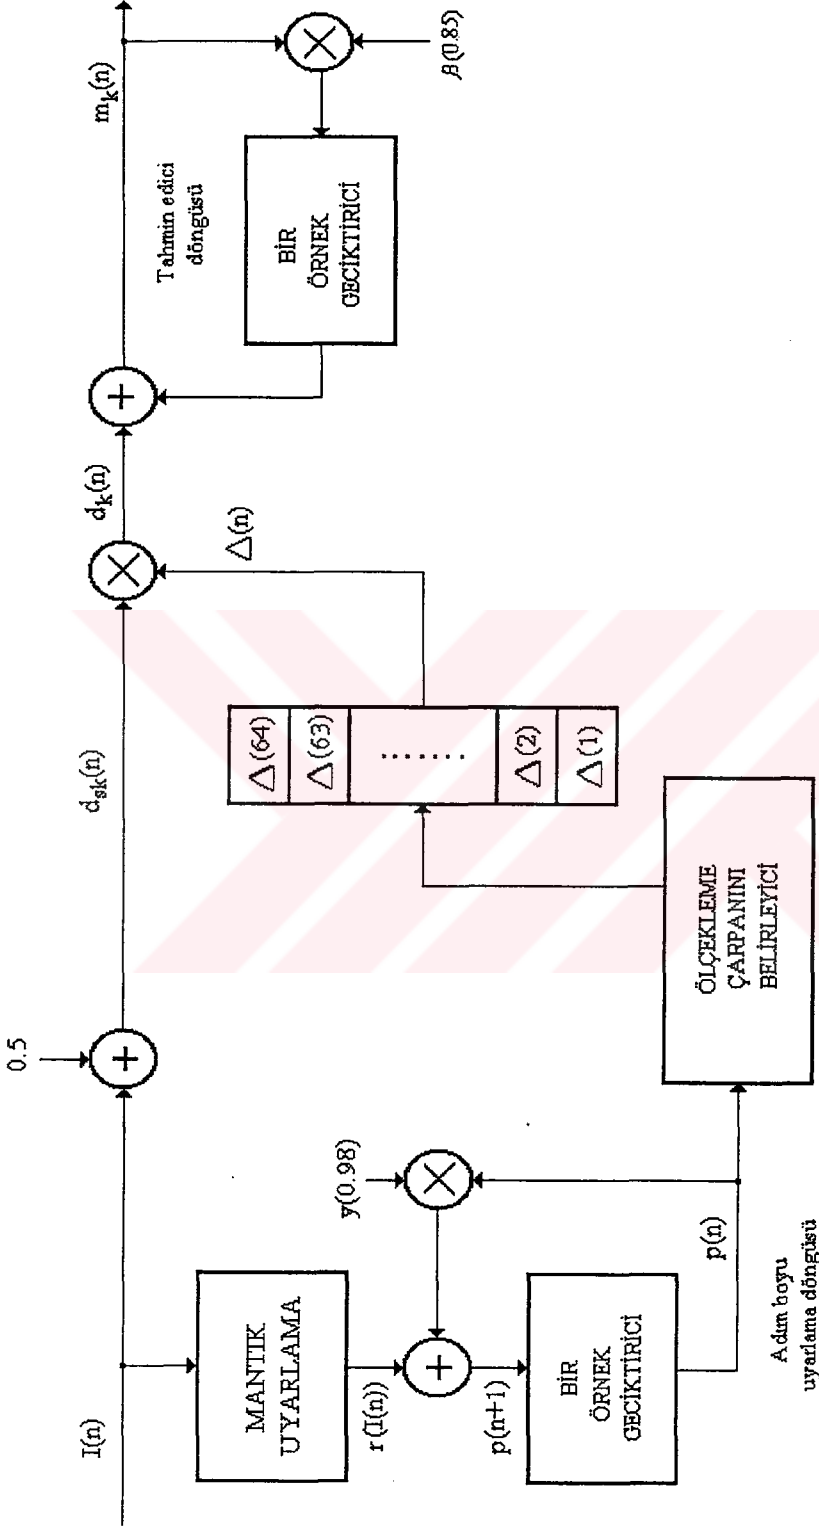 I(n)
0.5
d_sk(n)
d_k(n)
m_k(n)
MANTIK
UYARLAMA
r(I(n))
y(0.98)
p(n+1)
BİR
ÖRNEK
GECİKTİRİCİ
p(n)
Adım boyu
uyarlama döngüsü
ÖLÇEKLEME
ÇARPANINI
BELİRLEYİCİ
Δ(64)
Δ(63)
.......
Δ(2)
Δ(1)
Δ(n)
Tahmin edici
döngüsü
BİR
ÖRNEK
GECİKTİRİCİ
β(0.85)